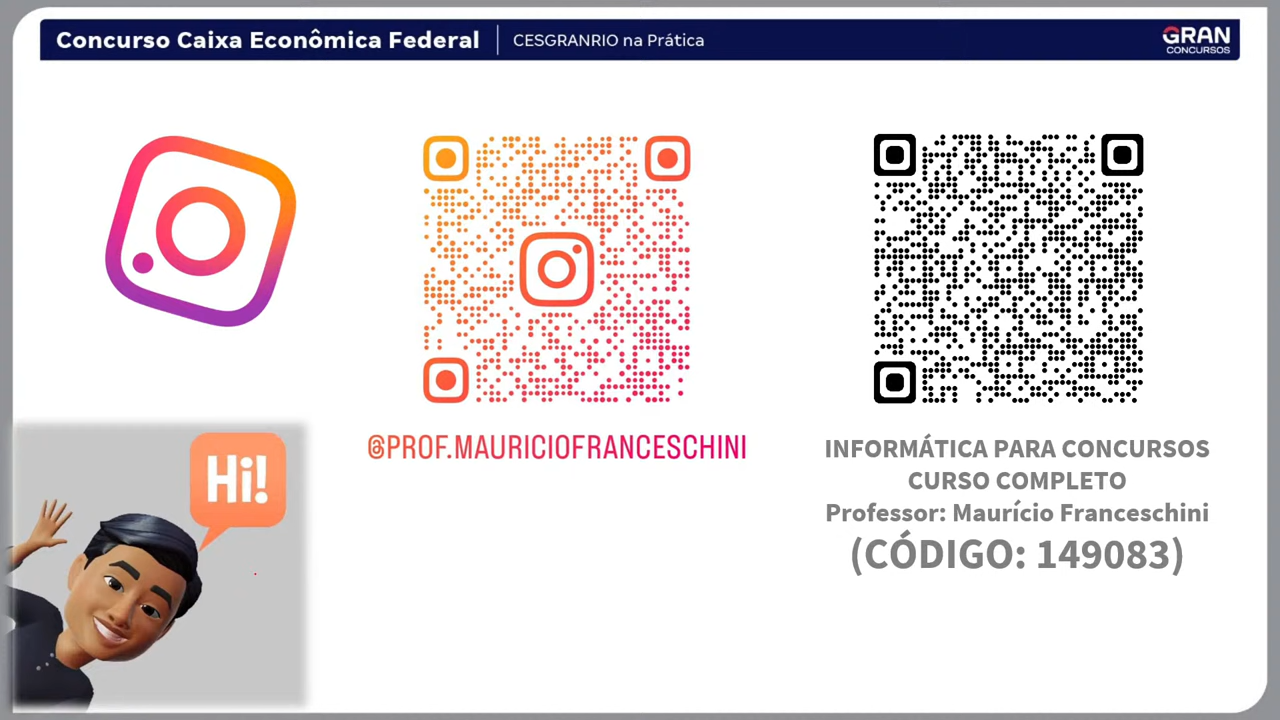 Concurso Caixa Econômica Federal
CESGRANRIO na Prática
GRAN
CONCURSOS
@PROF.MAURICIOFRANCESCHINI
INFORMÁTICA PARA CONCURSOS
CURSO COMPLETO
Professor: Maurício Franceschini
(CÓDIGO: 149083)
Hi!